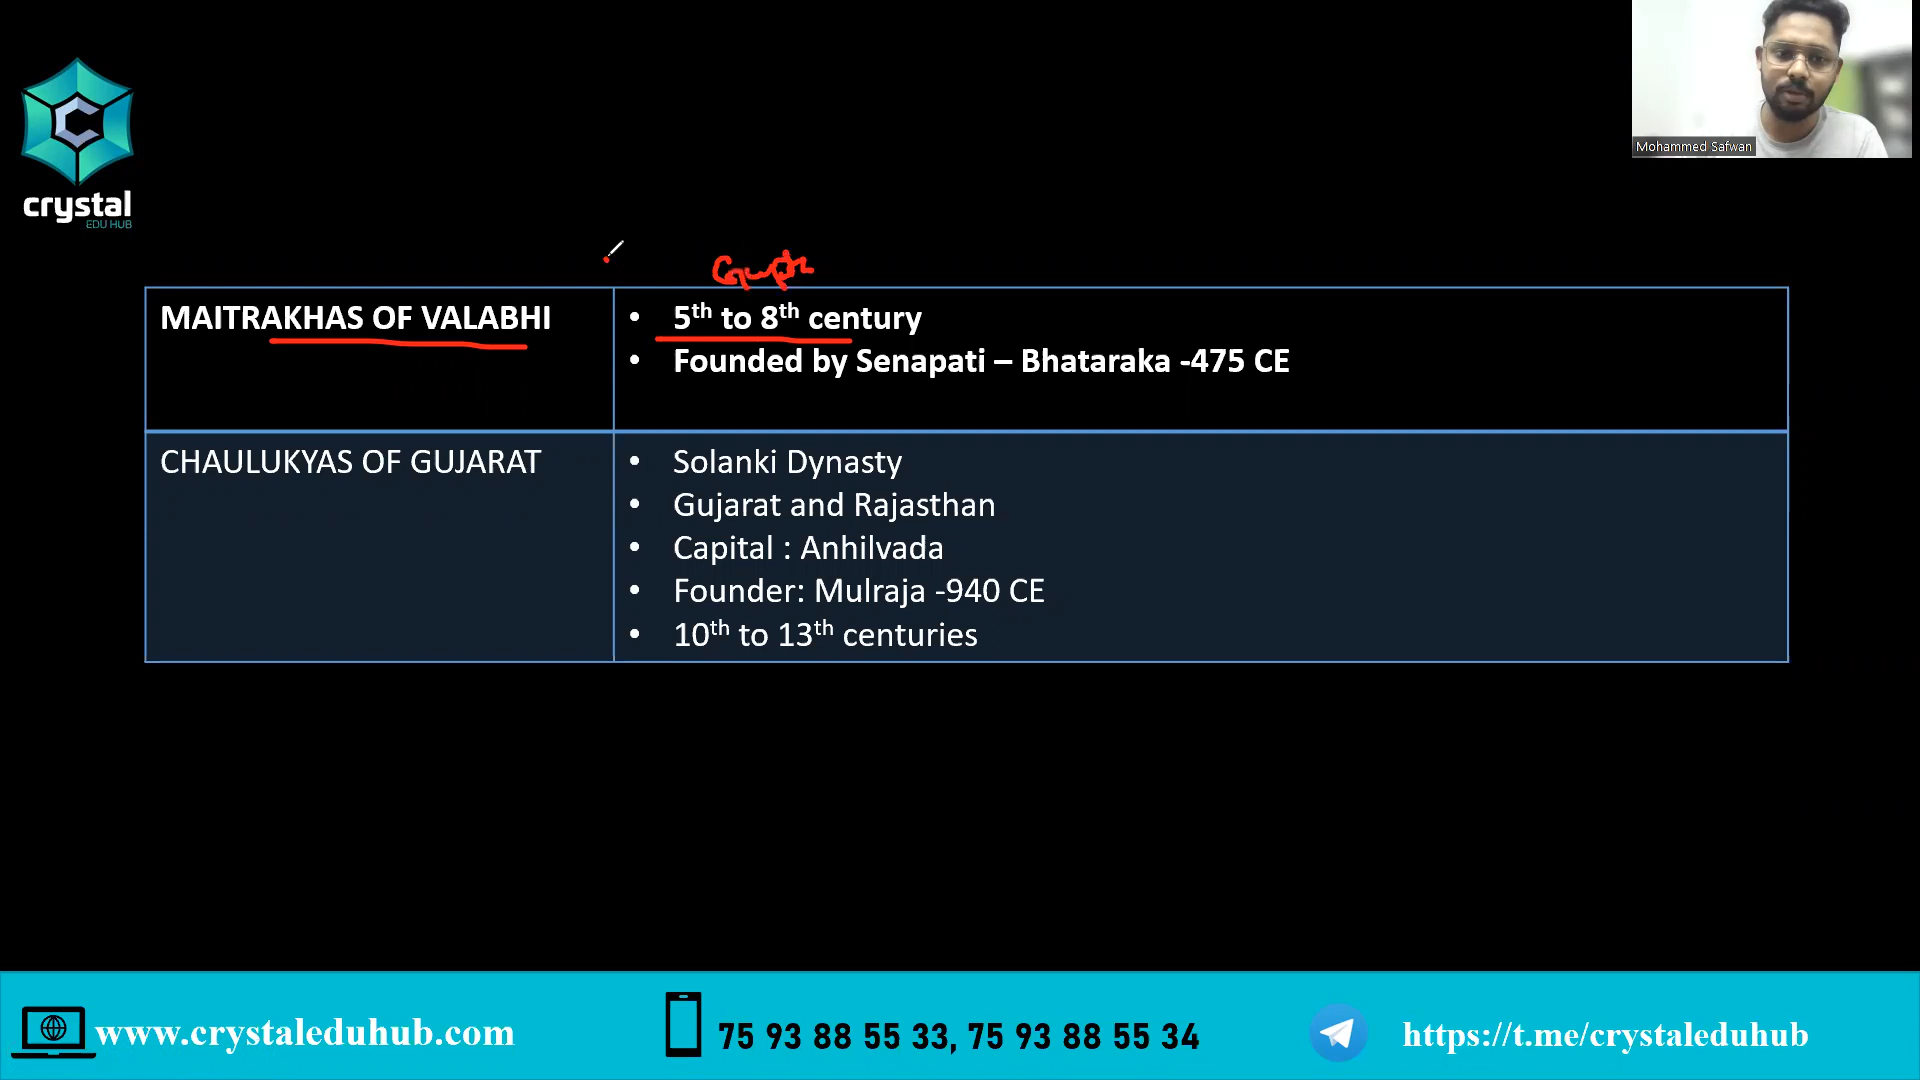 Mohammed Safwan
C
crystal
EDU HUB
Gupta
MAITRAKHAS OF VALABHI
• 5th to 8th century
• Founded by Senapati – Bhataraka -475 CE
CHAULUKYAS OF GUJARAT
• Solanki Dynasty
• Gujarat and Rajasthan
• Capital : Anhilvada
• Founder: Mulraja -940 CE
• 10th to 13th centuries
www.crystaleduhub.com
75 93 88 55 33, 75 93 88 55 34
https://t.me/crystaleduhub